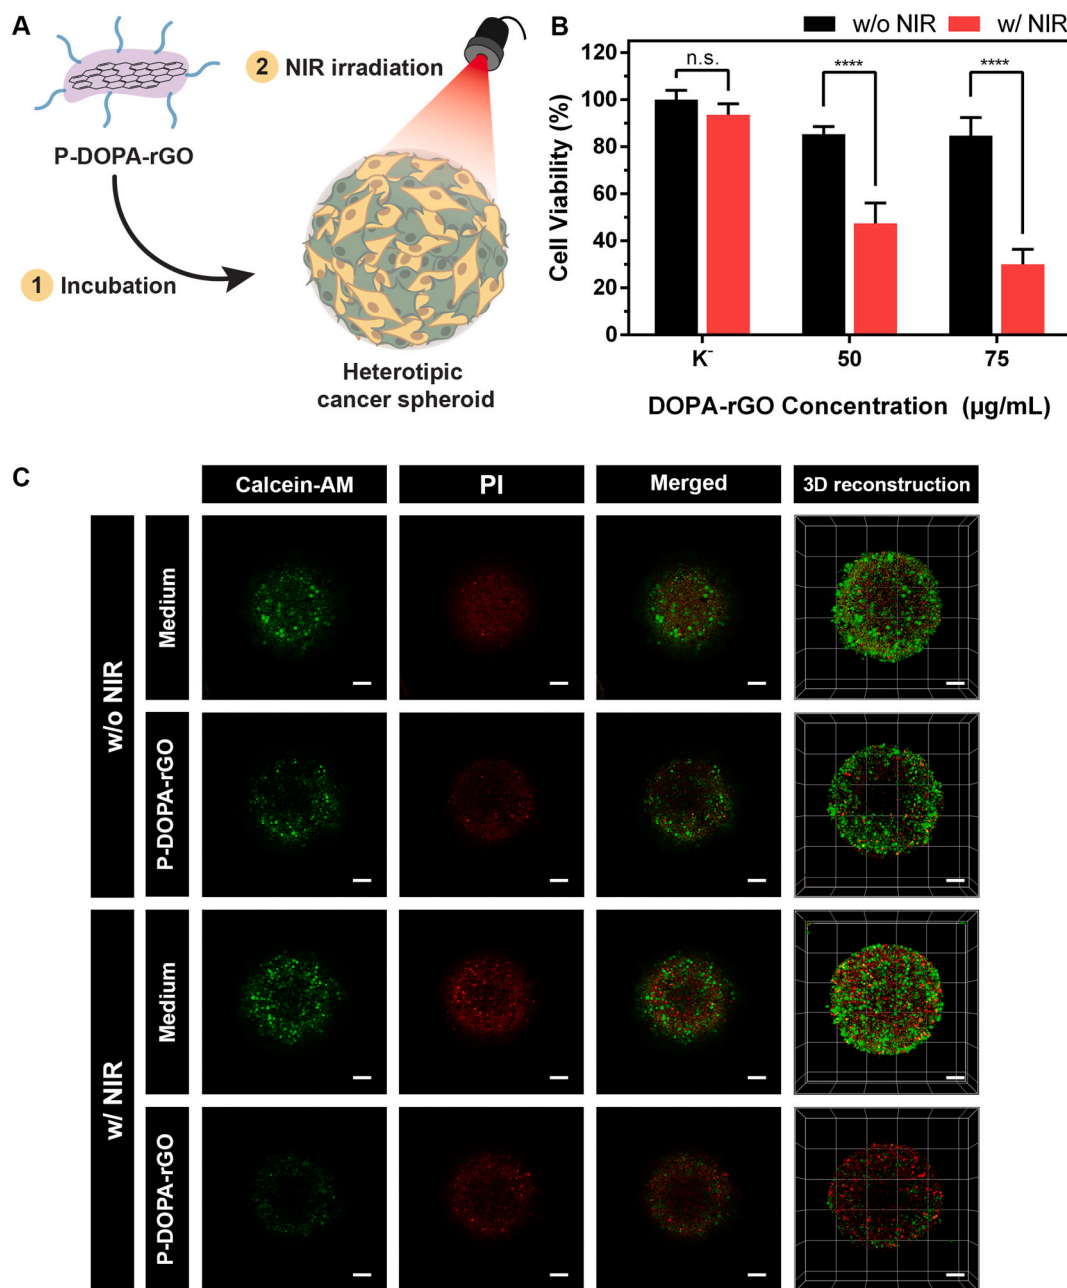 A
P-DOPA-rGO
2 NIR irradiation
1 Incubation
Heterotipic
cancer spheroid
B
w/o NIR w/ NIR
n.s. **** ****
Cell Viability (%)
120
100
80
60
40
20
0
K⁻ 50 75
DOPA-rGO Concentration (µg/mL)
C
Calcein-AM PI Merged 3D reconstruction
w/o NIR
Medium
P-DOPA-rGO
w/ NIR
Medium
P-DOPA-rGO